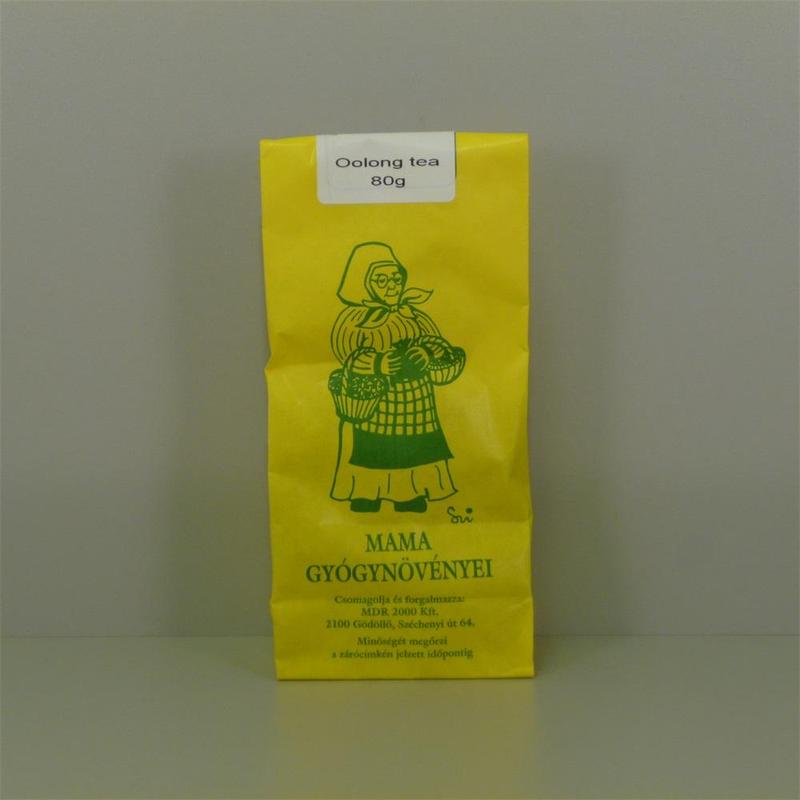 Oolong tea
80g
Svi
MAMA
GYÓGYNÖVÉNYEI
Csomagolja és forgalmazza:
MDR 2000 Kft.
2100 Gödöllő, Széchenyi út 64.
Minőségét megőrzi
a zárócimkén jelzett időpontig